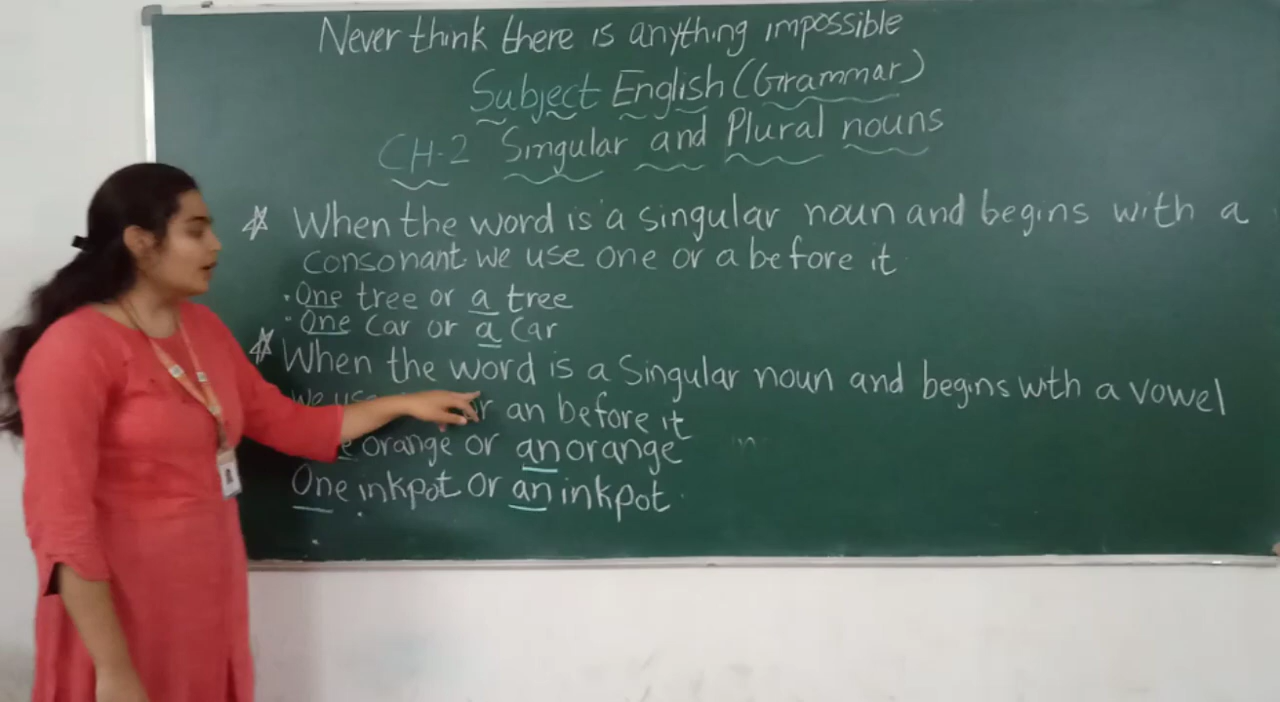 Never think there is anything impossible
Subject English (Grammar)
CH-2 Singular and Plural nouns
When the word is a singular noun and begins with a
consonant we use one or a before it
One tree or a tree
One Car or a Car
When the word is a Singular noun and begins wth a vowel
we use an before it
orange or an orange
One inkpot or an inkpot